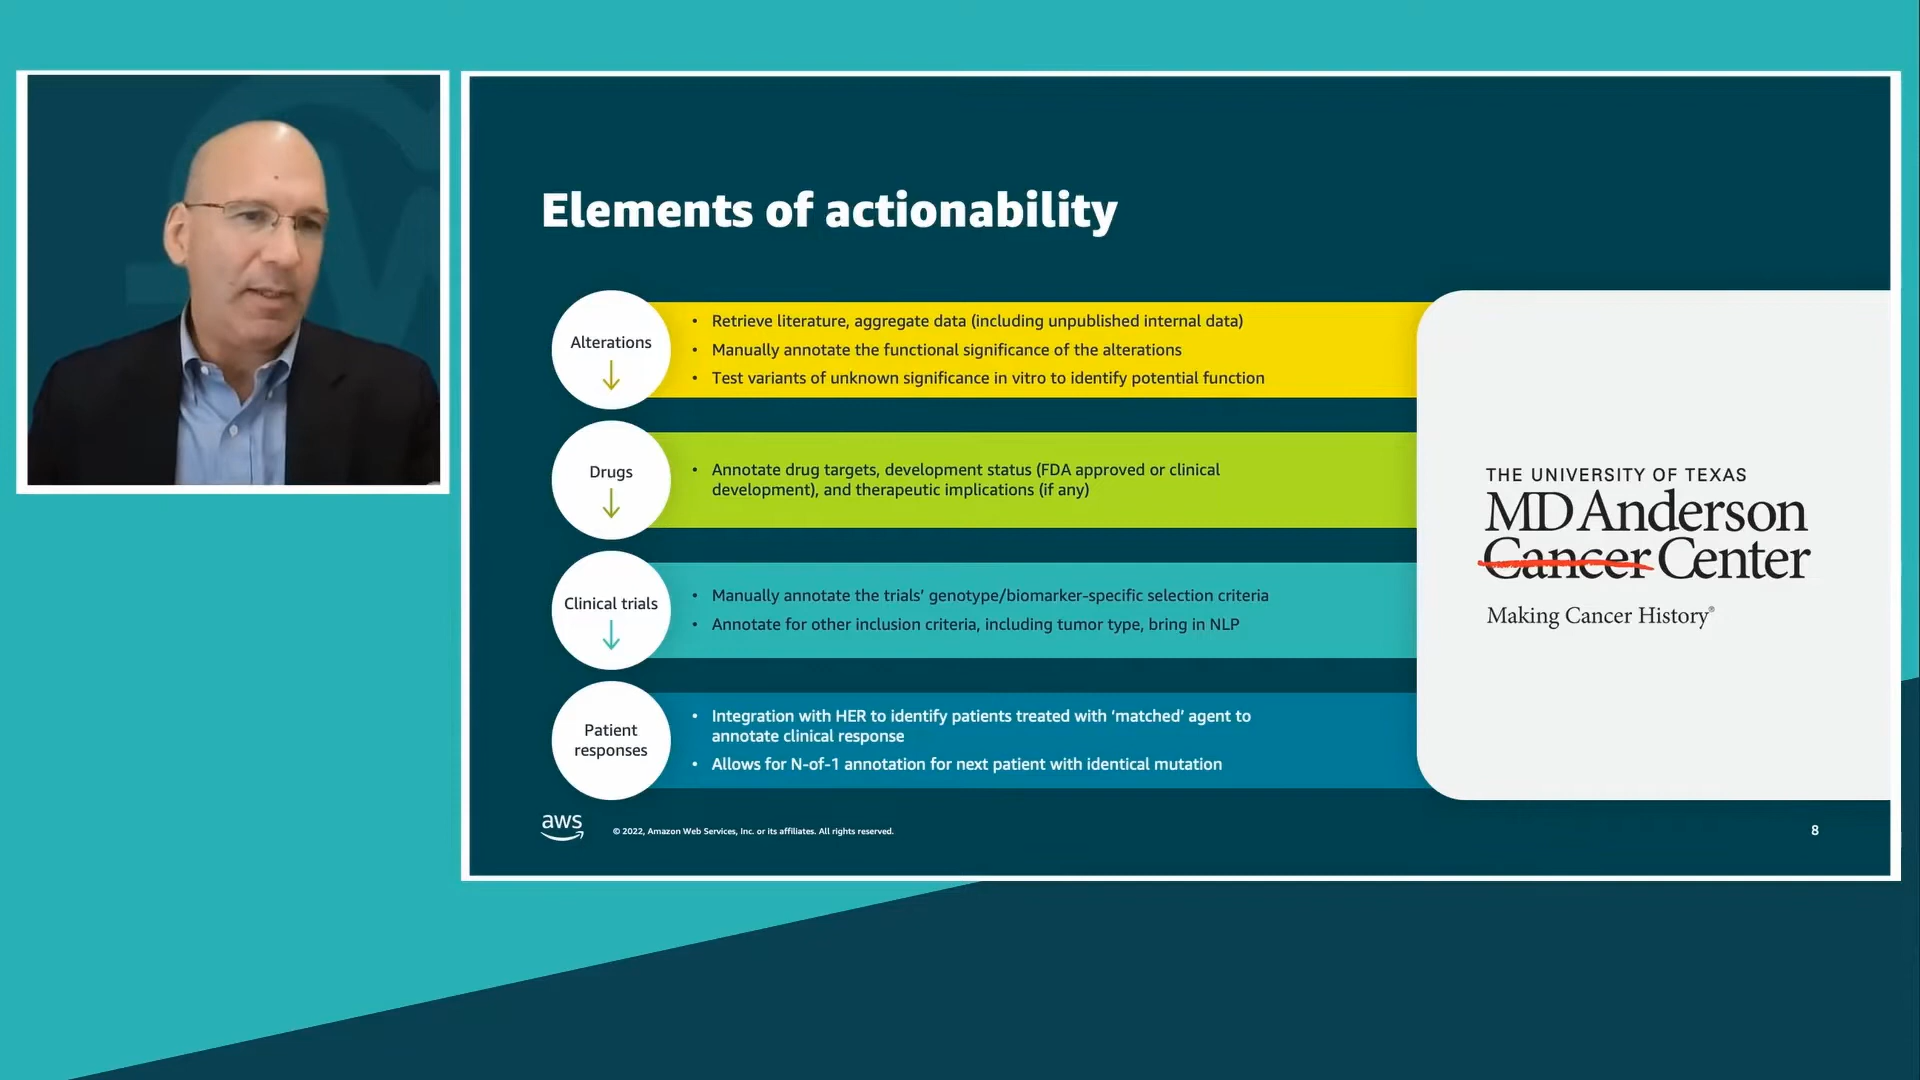 Elements of actionability
Alterations
• Retrieve literature, aggregate data (including unpublished internal data)
• Manually annotate the functional significance of the alterations
• Test variants of unknown significance in vitro to identify potential function
Drugs
• Annotate drug targets, development status (FDA approved or clinical
development), and therapeutic implications (if any)
Clinical trials
• Manually annotate the trials’ genotype/biomarker-specific selection criteria
• Annotate for other inclusion criteria, including tumor type, bring in NLP
Patient
responses
• Integration with HER to identify patients treated with ‘matched’ agent to
annotate clinical response
• Allows for N-of-1 annotation for next patient with identical mutation
THE UNIVERSITY OF TEXAS
MD Anderson
Cancer Center
Making Cancer History®
aws
© 2022, Amazon Web Services, Inc. or its affiliates. All rights reserved.
8